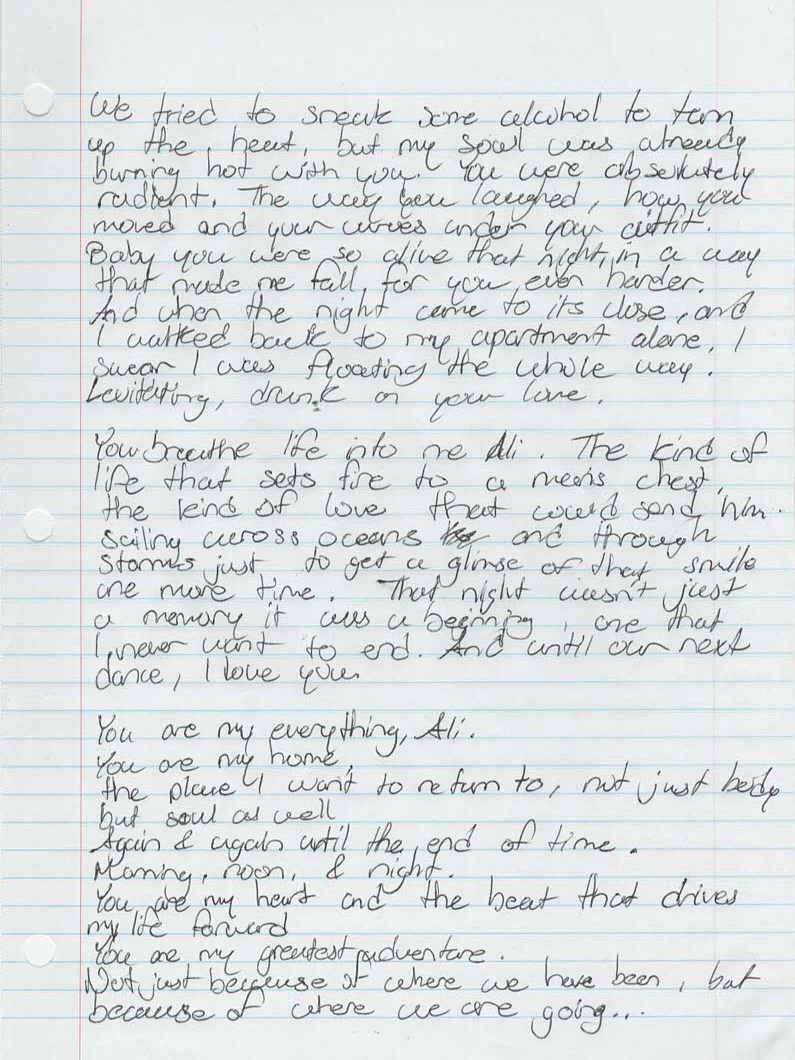 We tried to sneak some alcohol to turn
up the heat, but my soul was already
burning hot with you. You were absolutely
radient. The way you laughed, how you
moved and your curves under your outfit.
Baby you were so alive that night, in a way
that made me fall, for you even harder.
And when the night came to its close, and
I walked back to my apartment alone, I
swear I was floating the whole way.
Levitating, drunk on your love.
You breathe life into me Ali. The kind of
life that sets fire to a mens chest,
the kind of love that could send him
sailing across oceans and through
storms just to get a glimse of that smile
one more time. That night wasn't just
a memory it was a beginning, one that
I never want to end. And until our next
dance, I love you.
You are my everything, Ali.
You are my home,
the place I want to return to, not just body
but soul as well
Again & again until the end of time.
Morning, noon, & night.
You are my heart and the beat that drives
my life forward
You are my greatest adventure.
Not just because of where we have been, but
because of where we are going...